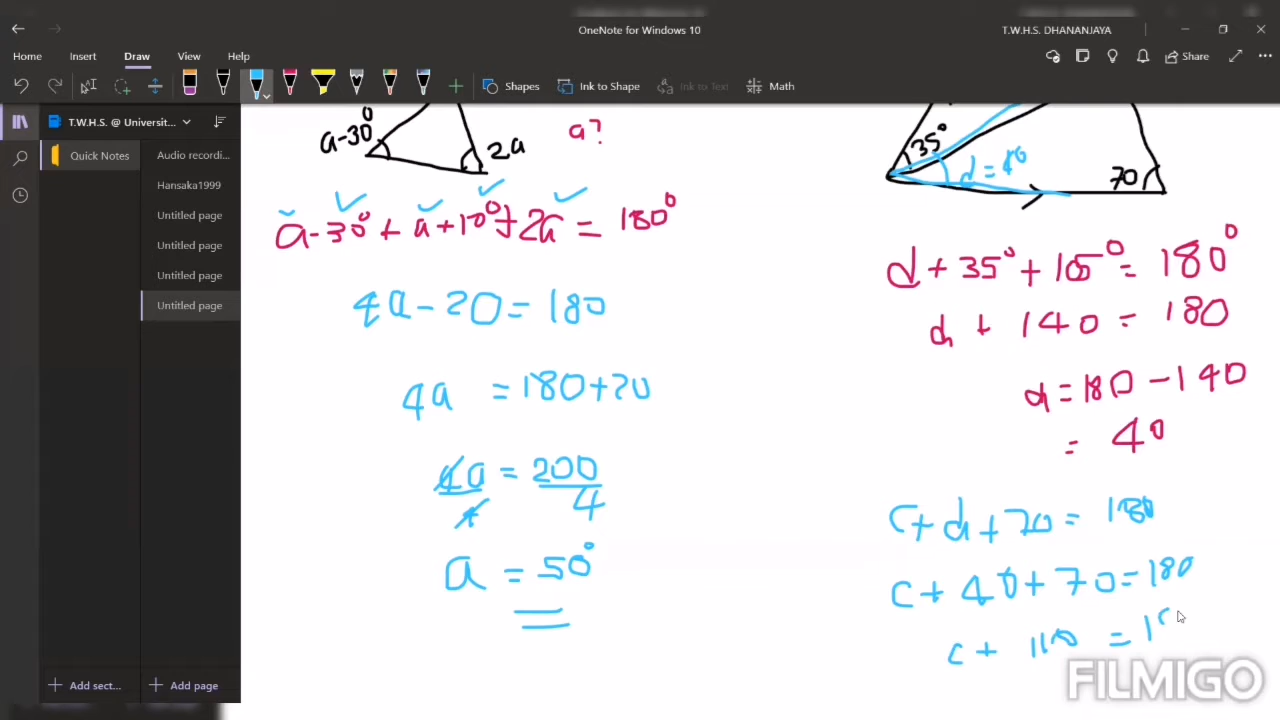 OneNote for Windows 10
T.W.H.S. DHANANJAYA
Home Insert Draw View Help
Share
Shapes Ink to Shape Ink to Text Math
T.W.H.S. @ Universit...
Quick Notes
Audio recordi...
Hansaka1999
Untitled page
Untitled page
Untitled page
Untitled page
Add sect... Add page
a-30°
2a
a?
a-30° + a+10° + 2a = 180°
4a - 20 = 180
4a = 180+20
4a = 200
4 4
a = 50°
35°
d = 40
70
d + 35° + 105° = 180°
d + 140 = 180
d = 180 - 140
= 40
c + d + 70 = 180
c + 40 + 70 = 180
c + 110 = 1
FILMIGO